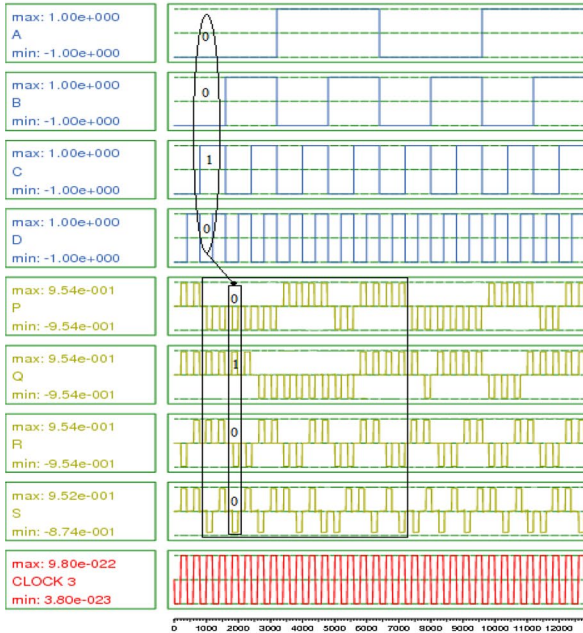 max: 1.00e+000
A
min: -1.00e+000
0
max: 1.00e+000
B
min: -1.00e+000
0
max: 1.00e+000
C
min: -1.00e+000
1
max: 1.00e+000
D
min: -1.00e+000
0
max: 9.54e-001
P
min: -9.54e-001
0
max: 9.54e-001
Q
min: -9.54e-001
1
max: 9.54e-001
R
min: -9.54e-001
0
max: 9.52e-001
S
min: -8.74e-001
0
max: 9.80e-022
CLOCK 3
min: 3.80e-023
0 1000 2000 3000 4000 5000 6000 7000 8000 9000 10000 11000 12000